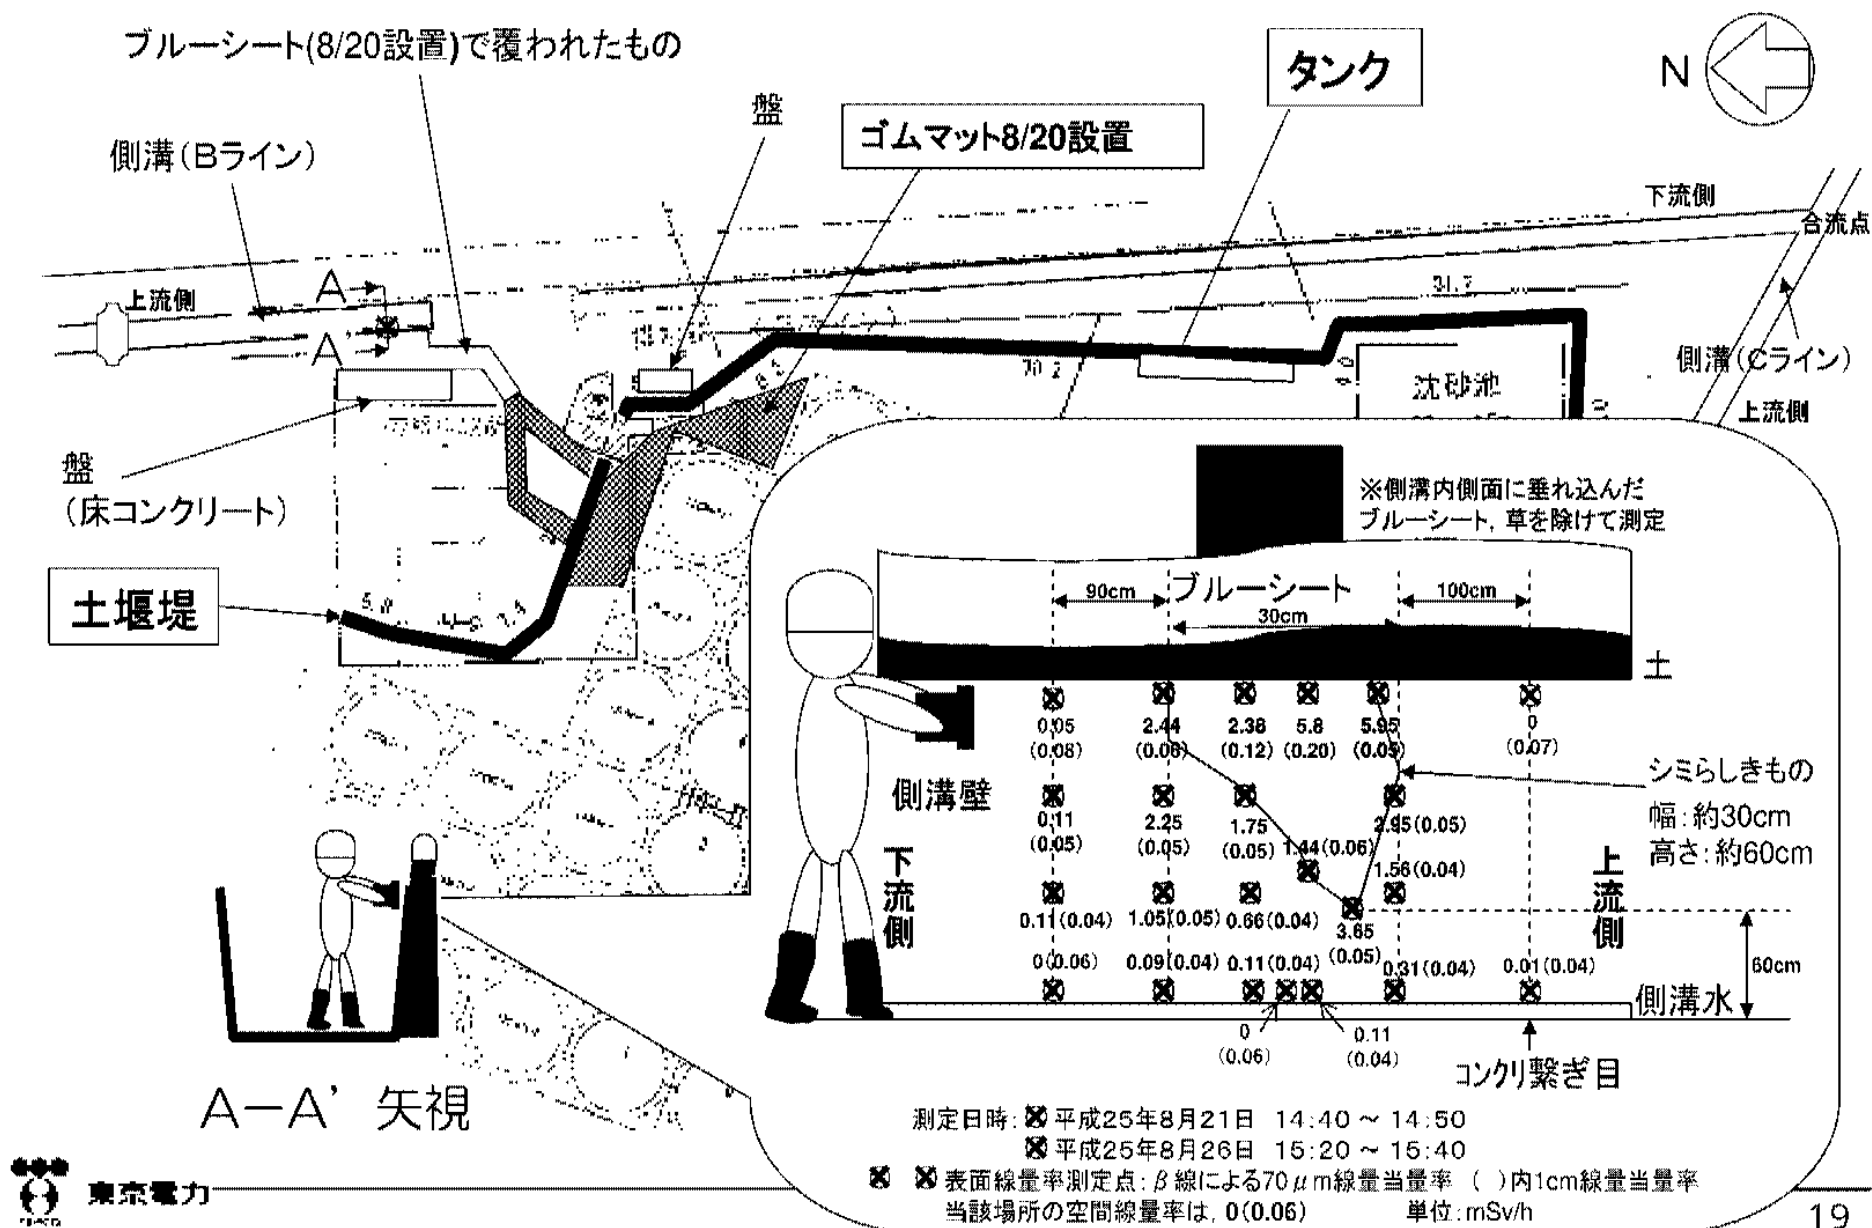 ブルーシート(8/20設置)で覆われたもの
タンク
N
盤
ゴムマット8/20設置
側溝(Bライン)
下流側
合流点
上流側
A
A
31.7
70.2
側溝(Cライン)
沈砂池
上流側
盤
(床コンクリート)
土堰堤
※側溝内側面に垂れ込んだ
ブルーシート, 草を除けて測定
ブルーシート
90cm
30cm
100cm
土
0.05
(0.08)
2.44
(0.06)
2.38
(0.12)
5.8
(0.20)
5.95
(0.05)
0
(0.07)
シミらしきもの
幅:約30cm
高さ:約60cm
側溝壁
0.11
(0.05)
2.25
(0.05)
1.75
(0.05)
1.44(0.06)
2.95(0.05)
1.56(0.04)
下流側
上流側
0.11(0.04)
1.05(0.05)
0.66(0.04)
3.65
(0.05)
0(0.06)
0.09(0.04)
0.11(0.04)
0.31(0.04)
0.01(0.04)
60cm
側溝水
0
(0.06)
0.11
(0.04)
コンクリ繋ぎ目
A-A' 矢視
測定日時: 平成25年8月21日 14:40 ~ 14:50
平成25年8月26日 15:20 ~ 15:40
表面線量率測定点:β線による70μm線量当量率 ( )内1cm線量当量率
当該場所の空間線量率は, 0(0.06) 単位:mSv/h
東京電力
19